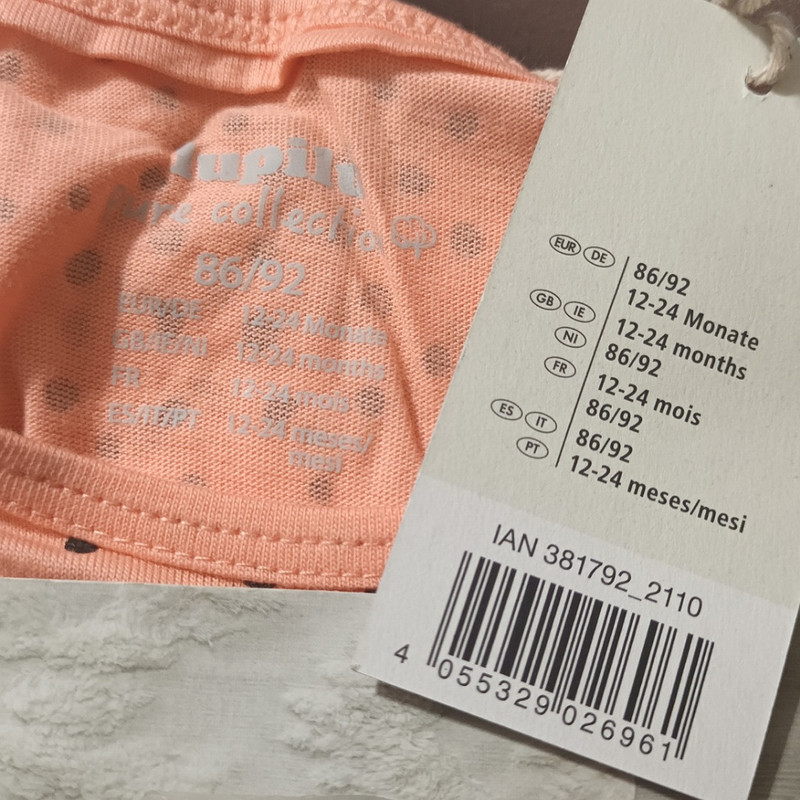 lupilu
Pure collection
86/92
EUR/DE 12-24 Monate
GB/IE/NI 12-24 months
FR 12-24 mois
ES/IT/PT 12-24 meses/
mesi
EUR DE 86/92
12-24 Monate
GB IE 12-24 months
NI 86/92
FR 12-24 mois
86/92
ES IT 86/92
PT 12-24 meses/mesi
IAN 381792_2110
4 055329 026961